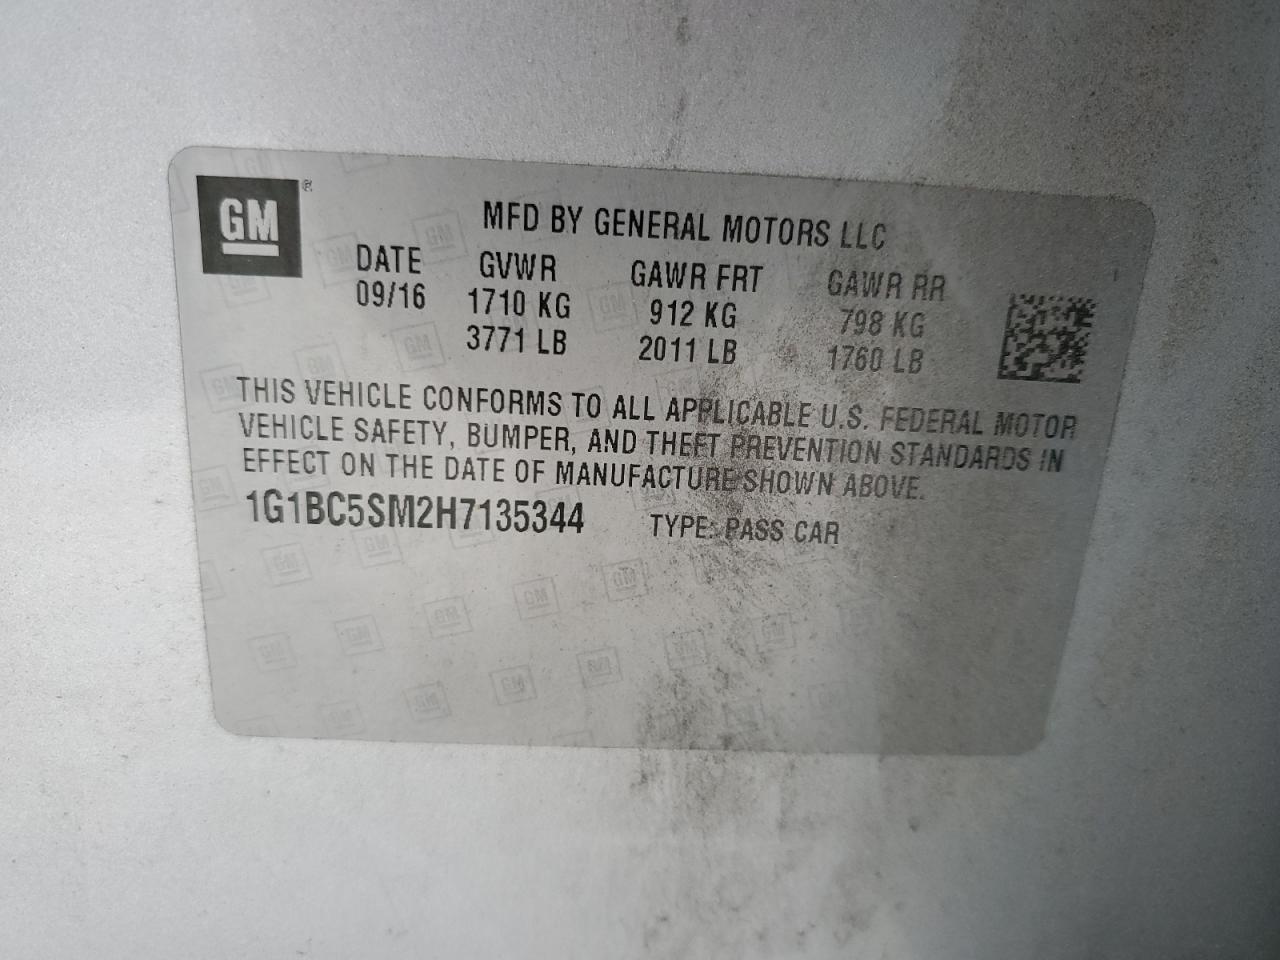 GM®
MFD BY GENERAL MOTORS LLC
DATE GVWR GAWR FRT GAWR RR
09/16 1710 KG 912 KG 798 KG
3771 LB 2011 LB 1760 LB
THIS VEHICLE CONFORMS TO ALL APPLICABLE U.S. FEDERAL MOTOR
VEHICLE SAFETY, BUMPER, AND THEFT PREVENTION STANDARDS IN
EFFECT ON THE DATE OF MANUFACTURE SHOWN ABOVE.
1G1BC5SM2H7135344 TYPE: PASS CAR